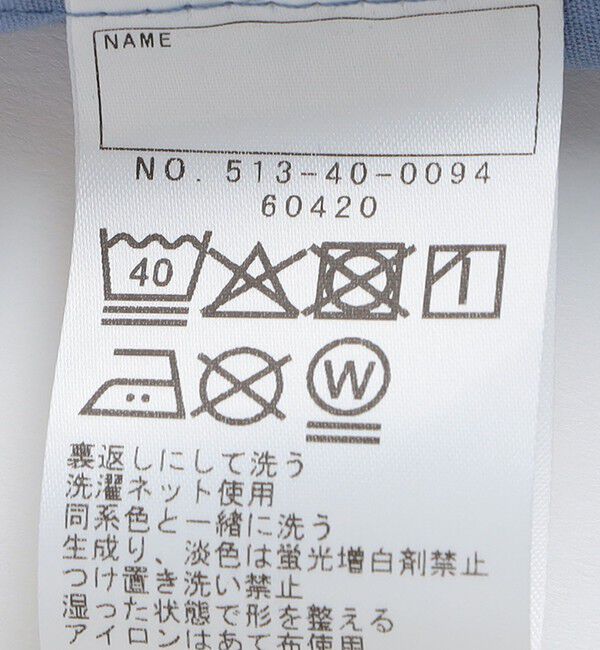 NAME
NO. 513-40-0094
60420
40
W
裏返しにして洗う
洗濯ネット使用
同系色と一緒に洗う
生成り、淡色は蛍光増白剤禁止
つけ置き洗い禁止
湿った状態で形を整える
アイロンはあて布使用